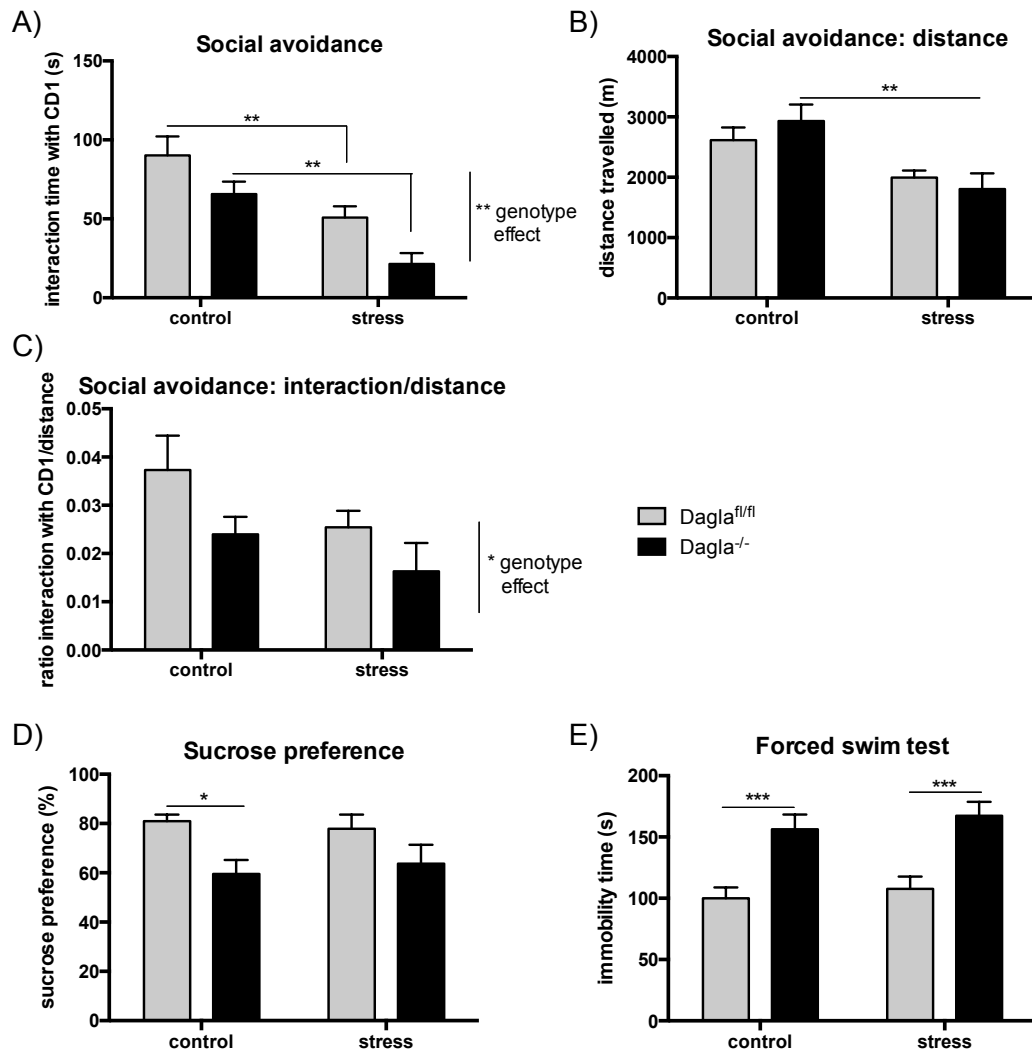 A)
Social avoidance
interaction time with CD1 (s)
150
100
50
0
**
**
** genotype
effect
control
stress
B)
Social avoidance: distance
distance travelled (m)
4000
3000
2000
1000
0
**
control
stress
C)
Social avoidance: interaction/distance
ratio interaction with CD1/distance
0.05
0.04
0.03
0.02
0.01
0.00
* genotype
effect
control
stress
Dagla^fl/fl
Dagla^-/-
D)
Sucrose preference
sucrose preference (%)
100
80
60
40
20
0
*
control
stress
E)
Forced swim test
immobility time (s)
200
150
100
50
0
***
***
control
stress